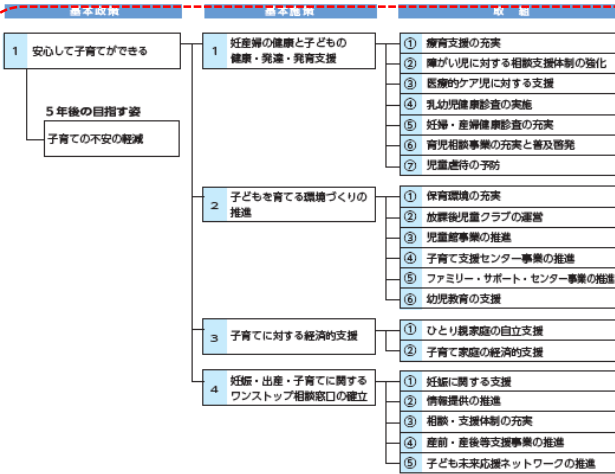 基本政策
基本施策
取組
1 安心して子育てができる
5年後の目指す姿
子育ての不安の軽減
1 妊産婦の健康と子どもの
健康・発達・発育支援
① 療育支援の充実
② 障がい児に対する相談支援体制の強化
③ 医療的ケア児に対する支援
④ 乳幼児健康診査の実施
⑤ 妊婦・産婦健康診査の充実
⑥ 育児相談事業の充実と普及啓発
⑦ 児童虐待の予防
2 子どもを育てる環境づくりの
推進
① 保育環境の充実
② 放課後児童クラブの運営
③ 児童館事業の推進
④ 子育て支援センター事業の推進
⑤ ファミリー・サポート・センター事業の推進
⑥ 幼児教育の支援
3 子育てに対する経済的支援
① ひとり親家庭の自立支援
② 子育て家庭の経済的支援
4 妊娠・出産・子育てに関する
ワンストップ相談窓口の確立
① 妊娠に関する支援
② 情報提供の推進
③ 相談・支援体制の充実
④ 産前・産後等支援事業の推進
⑤ 子ども未来応援ネットワークの推進